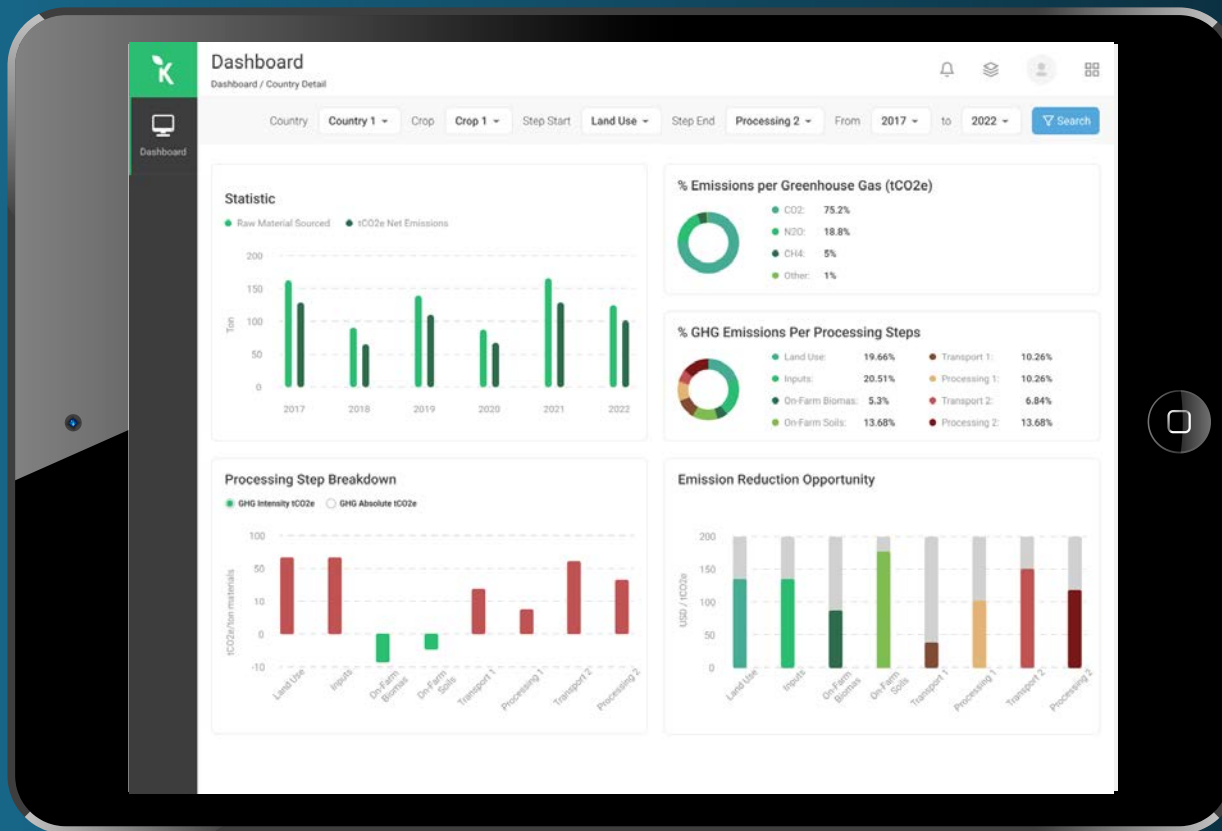 K
Dashboard
Dashboard / Country Detail
Dashboard
Country Country 1 Crop Crop 1 Step Start Land Use Step End Processing 2 From 2017 to 2022 Search
Statistic
Raw Material Sourced tCO2e Net Emissions
200
150
100
50
0
Ton
2017 2018 2019 2020 2021 2022
% Emissions per Greenhouse Gas (tCO2e)
CO2: 75.2%
N2O: 18.8%
CH4: 5%
Other: 1%
% GHG Emissions Per Processing Steps
Land Use: 19.66% Transport 1: 10.26%
Inputs: 20.51% Processing 1: 10.26%
On-Farm Biomas: 5.3% Transport 2: 6.84%
On-Farm Soils: 13.68% Processing 2: 13.68%
Processing Step Breakdown
GHG Intensity tCO2e GHG Absolute tCO2e
100
50
10
0
-10
tCO2e/ton materials
Land Use
Inputs
On-Farm
Biomas
On-Farm
Soils
Transport 1
Processing 1
Transport 2
Processing 2
Emission Reduction Opportunity
200
150
100
50
0
USD / tCO2e
Land Use
Inputs
On-Farm
Biomas
On-Farm
Soils
Transport 1
Processing 1
Transport 2
Processing 2